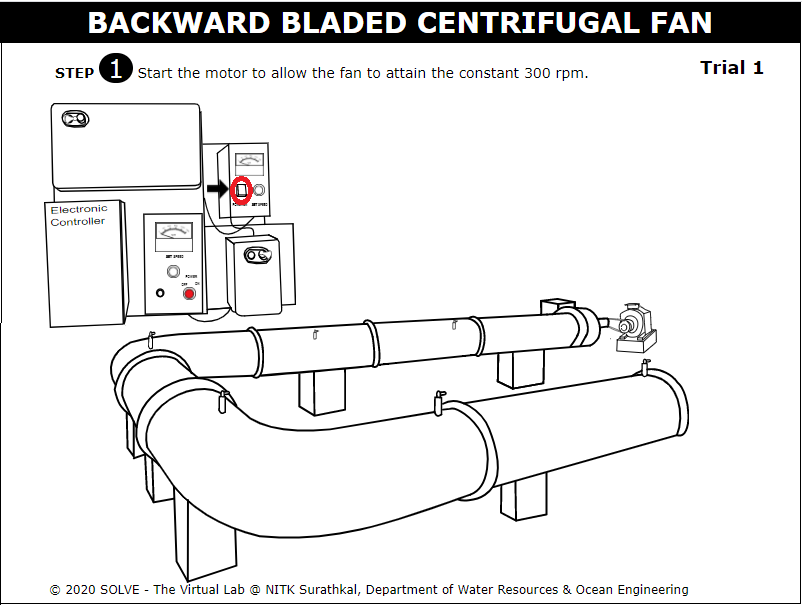 BACKWARD BLADED CENTRIFUGAL FAN
STEP 1 Start the motor to allow the fan to attain the constant 300 rpm.
Trial 1
SET SPEED
Electronic
Controller
SET SPEED
POWER
OFF ON
© 2020 SOLVE - The Virtual Lab @ NITK Surathkal, Department of Water Resources & Ocean Engineering